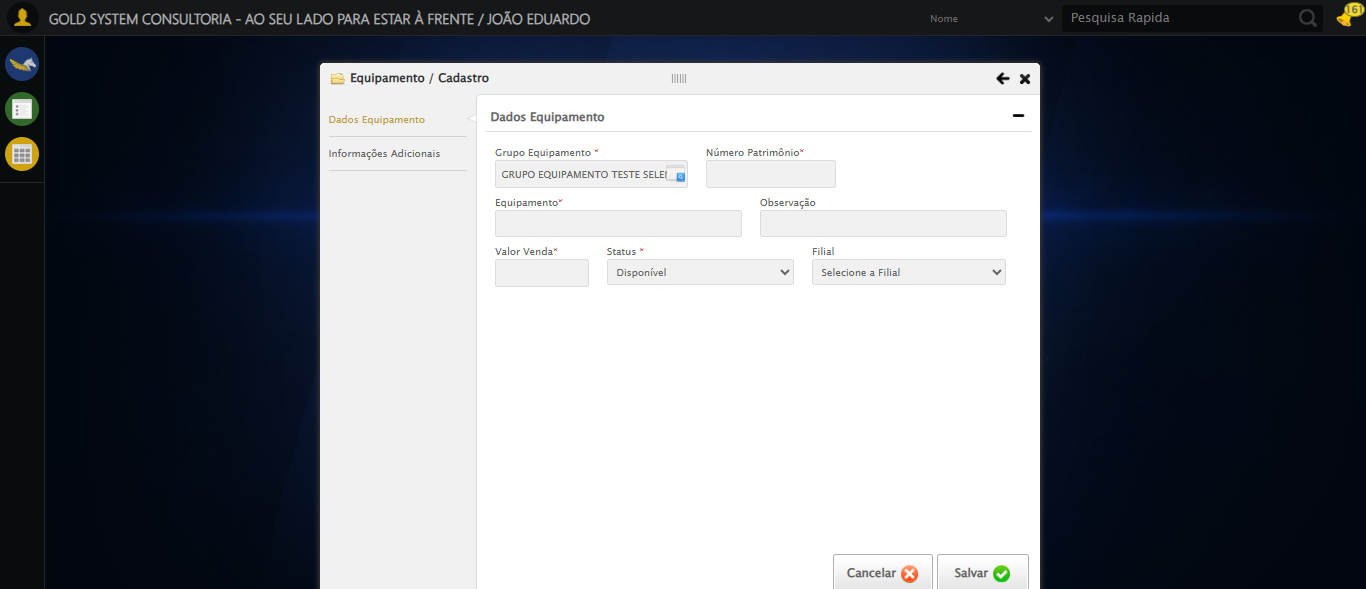 GOLD SYSTEM CONSULTORIA - AO SEU LADO PARA ESTAR À FRENTE / JOÃO EDUARDO
Nome
Pesquisa Rapida
161
Equipamento / Cadastro
Dados Equipamento
Informações Adicionais
Dados Equipamento
Grupo Equipamento * Número Patrimônio*
GRUPO EQUIPAMENTO TESTE
Equipamento* Observação
Valor Venda* Status * Filial
Disponível Selecione a Filial
Cancelar Salvar